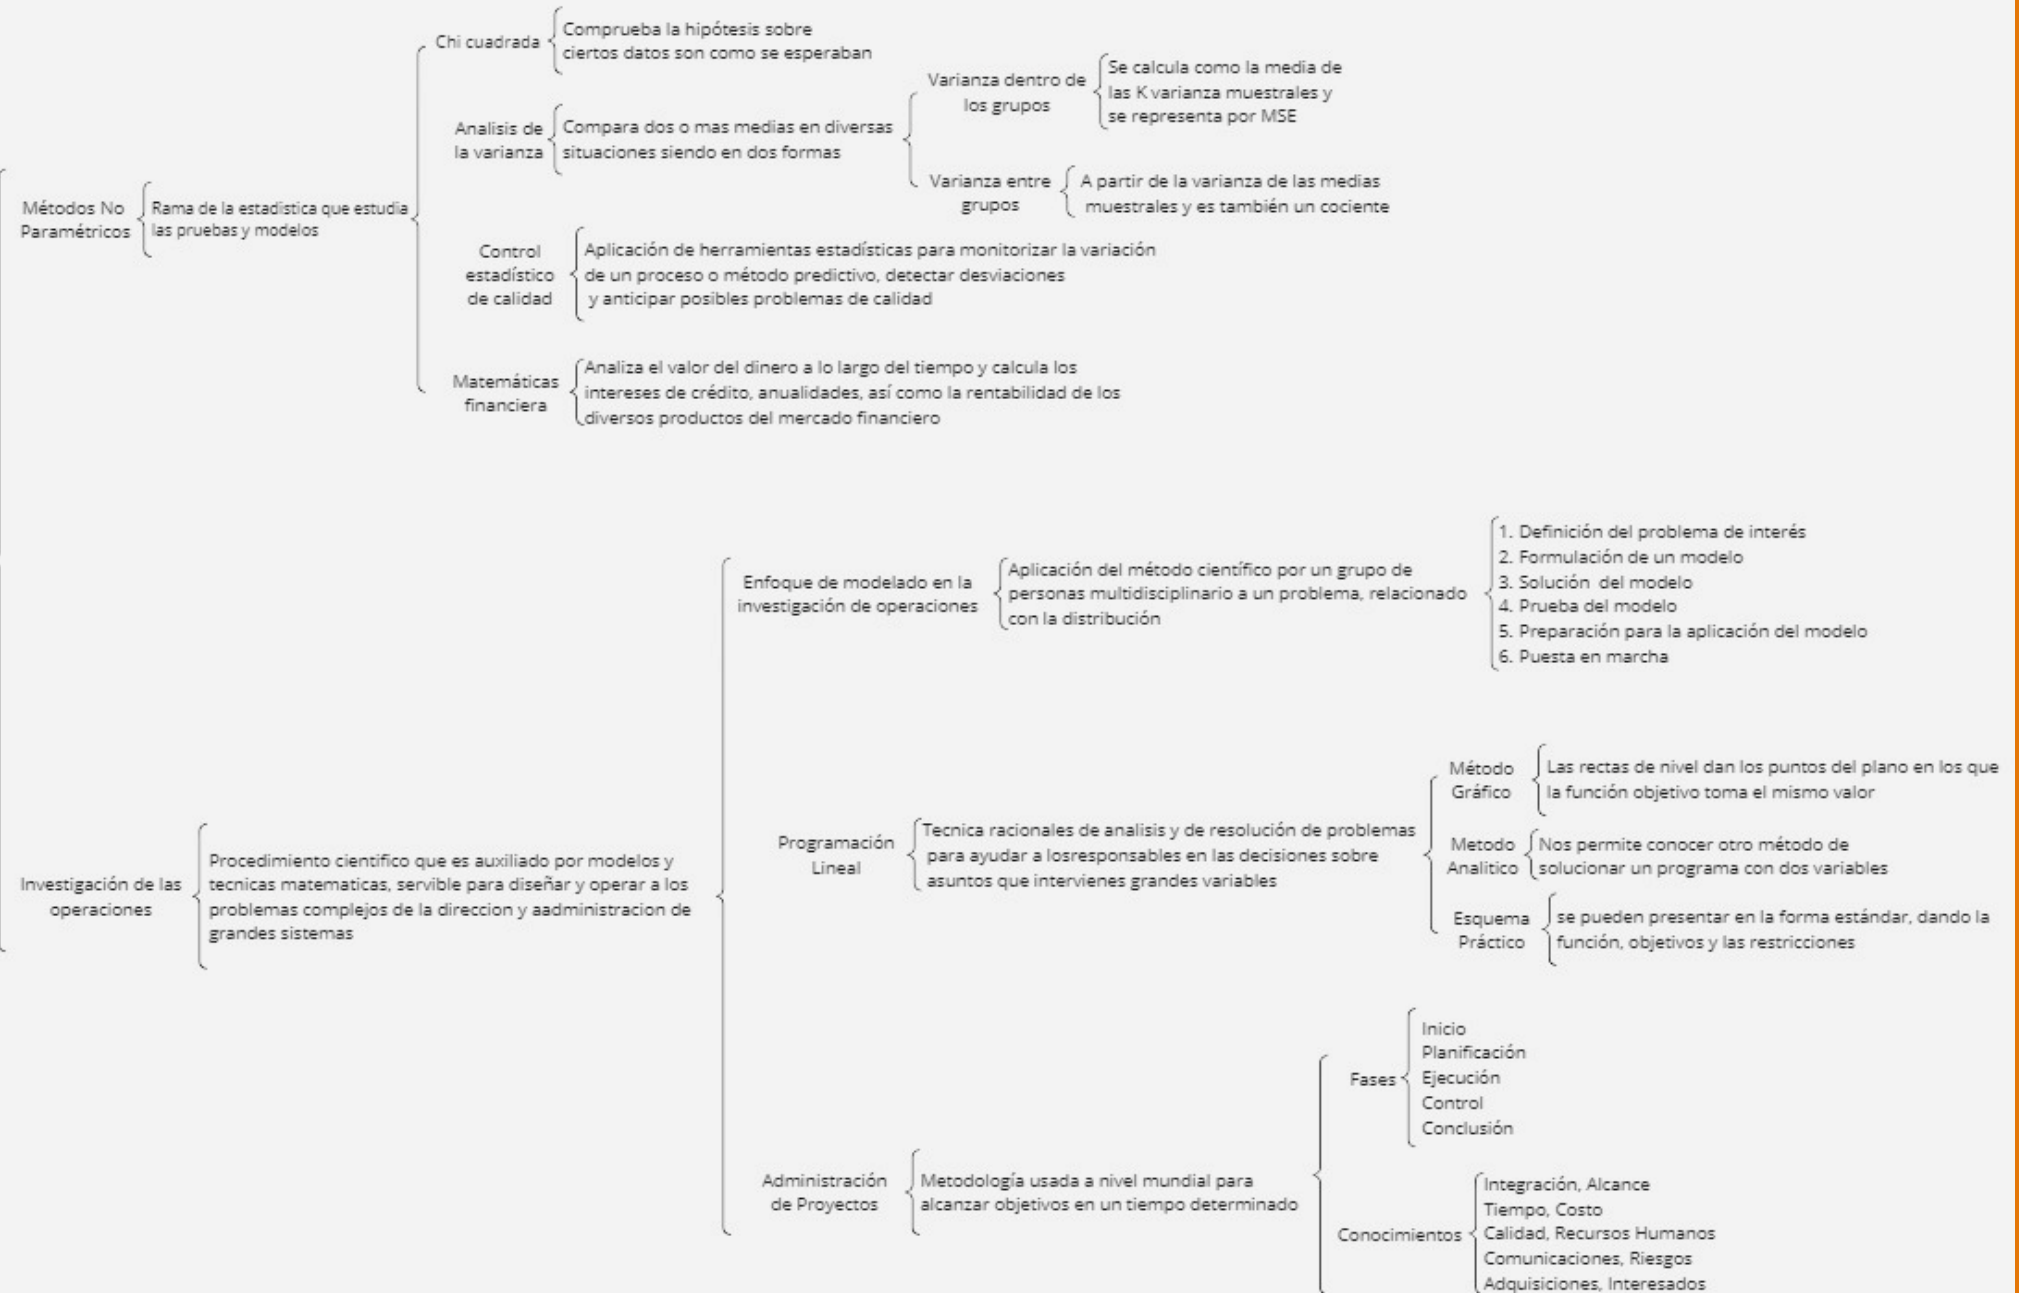 Métodos No
Paramétricos
Rama de la estadistica que estudia
las pruebas y modelos
Chi cuadrada
Comprueba la hipótesis sobre
ciertos datos son como se esperaban
Analisis de
la varianza
Compara dos o mas medias en diversas
situaciones siendo en dos formas
Varianza dentro de
los grupos
Se calcula como la media de
las K varianza muestrales y
se representa por MSE
Varianza entre
grupos
A partir de la varianza de las medias
muestrales y es también un cociente
Control
estadístico
de calidad
Aplicación de herramientas estadísticas para monitorizar la variación
de un proceso o método predictivo, detectar desviaciones
y anticipar posibles problemas de calidad
Matemáticas
financiera
Analiza el valor del dinero a lo largo del tiempo y calcula los
intereses de crédito, anualidades, así como la rentabilidad de los
diversos productos del mercado financiero
Investigación de las
operaciones
Procedimiento cientifico que es auxiliado por modelos y
tecnicas matematicas, servible para diseñar y operar a los
problemas complejos de la direccion y aadministracion de
grandes sistemas
Enfoque de modelado en la
investigación de operaciones
Aplicación del método científico por un grupo de
personas multidisciplinario a un problema, relacionado
con la distribución
1. Definición del problema de interés
2. Formulación de un modelo
3. Solución del modelo
4. Prueba del modelo
5. Preparación para la aplicación del modelo
6. Puesta en marcha
Programación
Lineal
Tecnica racionales de analisis y de resolución de problemas
para ayudar a losresponsables en las decisiones sobre
asuntos que intervienes grandes variables
Método
Gráfico
Las rectas de nivel dan los puntos del plano en los que
la función objetivo toma el mismo valor
Metodo
Analitico
Nos permite conocer otro método de
solucionar un programa con dos variables
Esquema
Práctico
se pueden presentar en la forma estándar, dando la
función, objetivos y las restricciones
Administración
de Proyectos
Metodología usada a nivel mundial para
alcanzar objetivos en un tiempo determinado
Fases
Inicio
Planificación
Ejecución
Control
Conclusión
Conocimientos
Integración, Alcance
Tiempo, Costo
Calidad, Recursos Humanos
Comunicaciones, Riesgos
Adquisiciones, Interesados